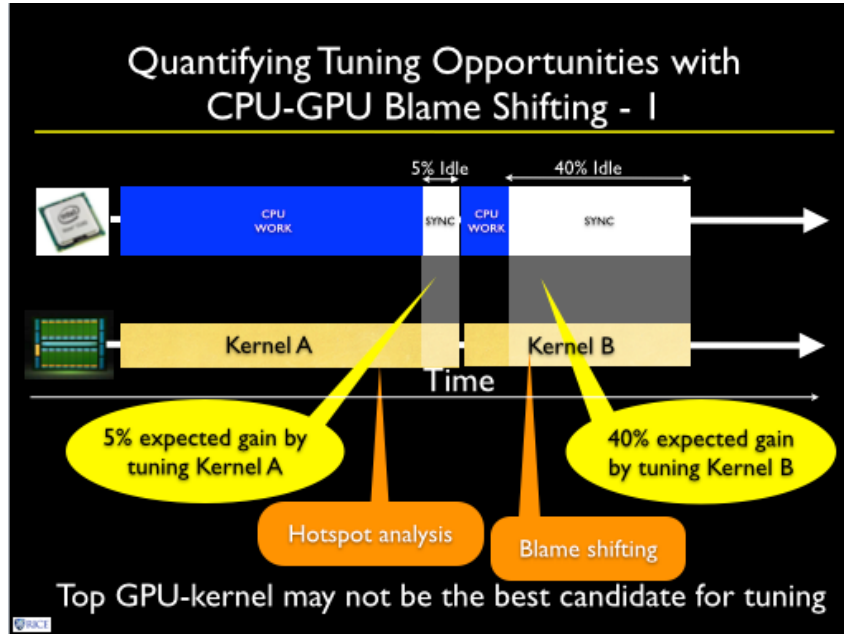 Quantifying Tuning Opportunities with
CPU-GPU Blame Shifting - 1
5% Idle
40% Idle
CPU
WORK
SYNC
CPU
WORK
SYNC
Kernel A
Kernel B
Time
5% expected gain by
tuning Kernel A
40% expected gain
by tuning Kernel B
Hotspot analysis
Blame shifting
Top GPU-kernel may not be the best candidate for tuning
RICE